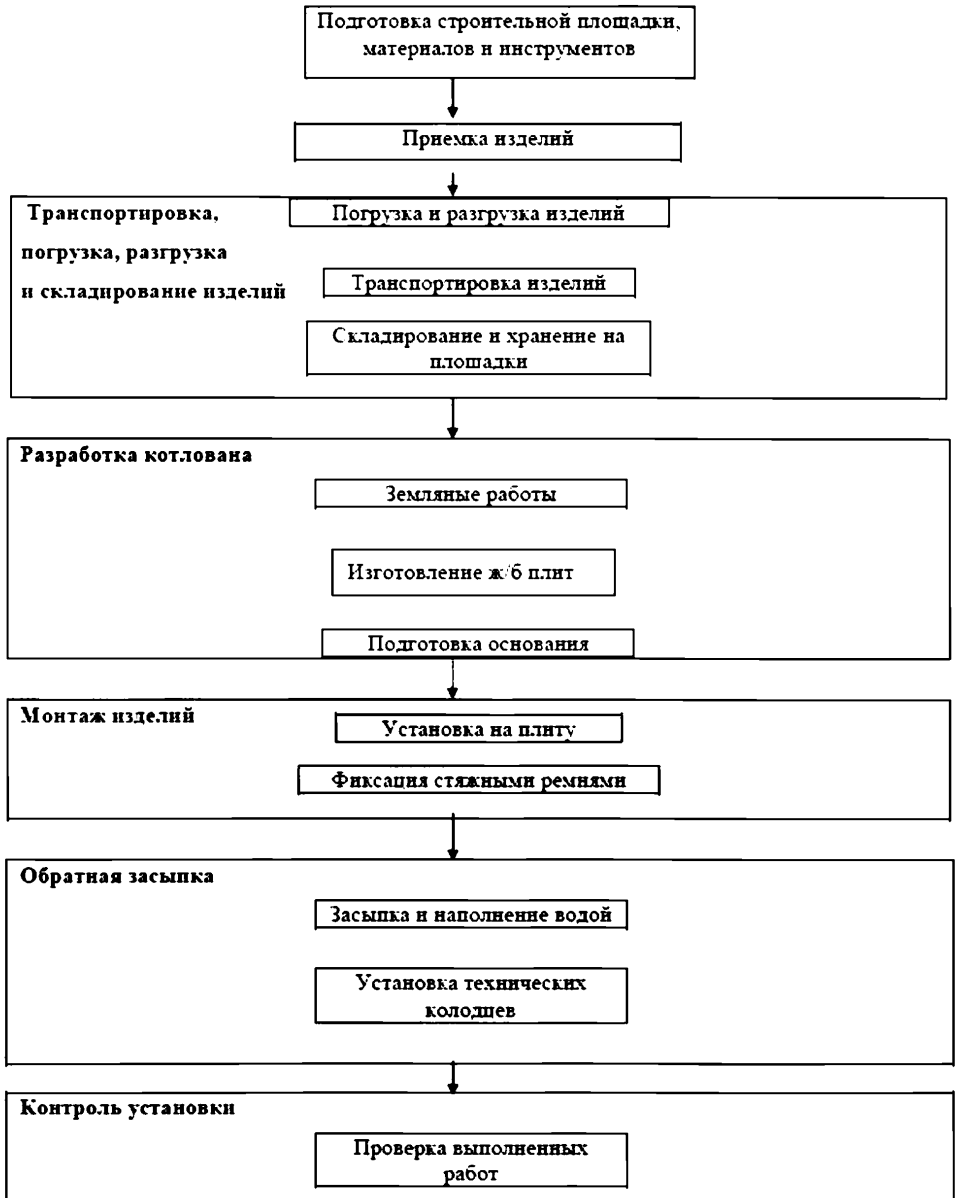 Подготовка строительной площадки,
материалов и инструментов
Приемка изделий
Транспортировка,
погрузка, разгрузка
и складирование изделий
Погрузка и разгрузка изделий
Транспортировка изделий
Складирование и хранение на
площадки
Разработка котлована
Земляные работы
Изготовление ж/б плит
Подготовка основания
Монтаж изделий
Установка на плиту
Фиксация стяжными ремнями
Обратная засыпка
Засыпка и наполнение водой
Установка технических
колодцев
Контроль установки
Проверка выполненных
работ